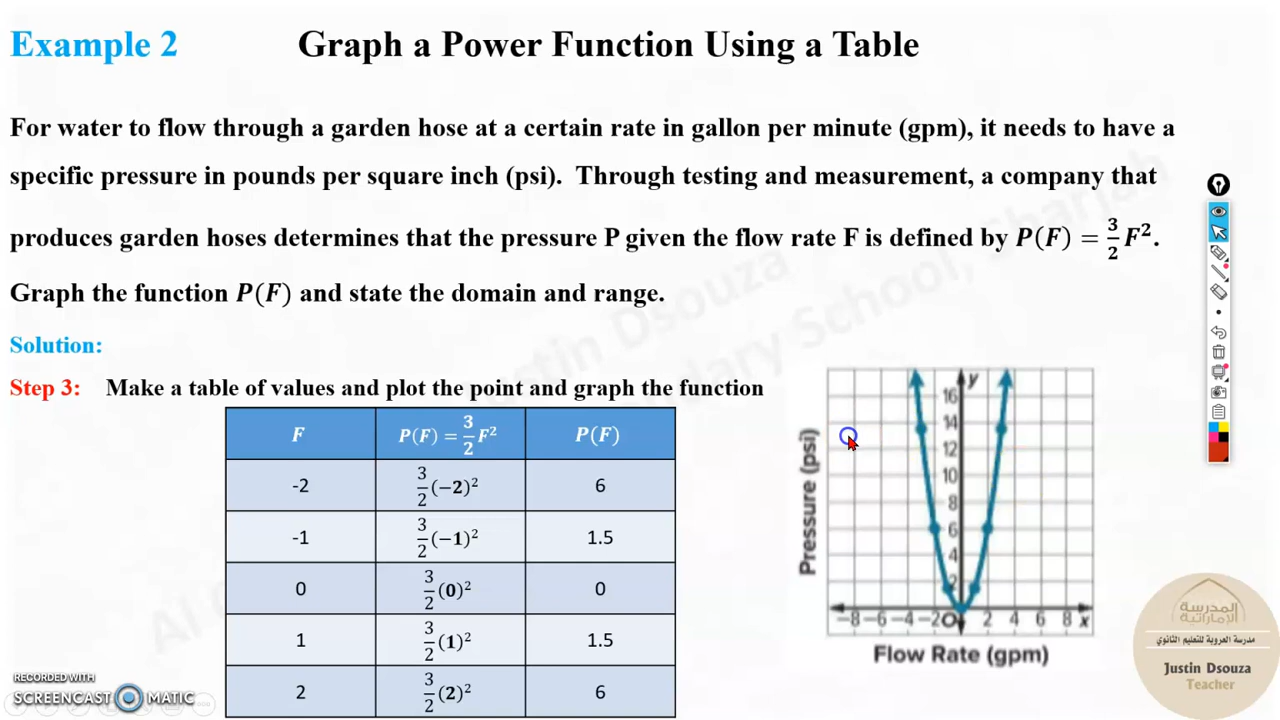 Example 2 Graph a Power Function Using a Table
For water to flow through a garden hose at a certain rate in gallon per minute (gpm), it needs to have a
specific pressure in pounds per square inch (psi). Through testing and measurement, a company that
produces garden hoses determines that the pressure P given the flow rate F is defined by P(F) = 3/2 F².
Graph the function P(F) and state the domain and range.
Solution:
Step 3: Make a table of values and plot the point and graph the function
F P(F) = 3/2 F² P(F)
-2 3/2 (−2)² 6
-1 3/2 (−1)² 1.5
0 3/2 (0)² 0
1 3/2 (1)² 1.5
2 3/2 (2)² 6
Pressure (psi)
y
16
14
12
10
8
6
4
2
−8 −6 −4 −2 O 2 4 6 8 x
Flow Rate (gpm)
المدرسة
الإماراتية
مدرسة العروبة للتعليم الثانوي
Justin Dsouza
Teacher
RECORDED WITH
SCREENCAST MATIC